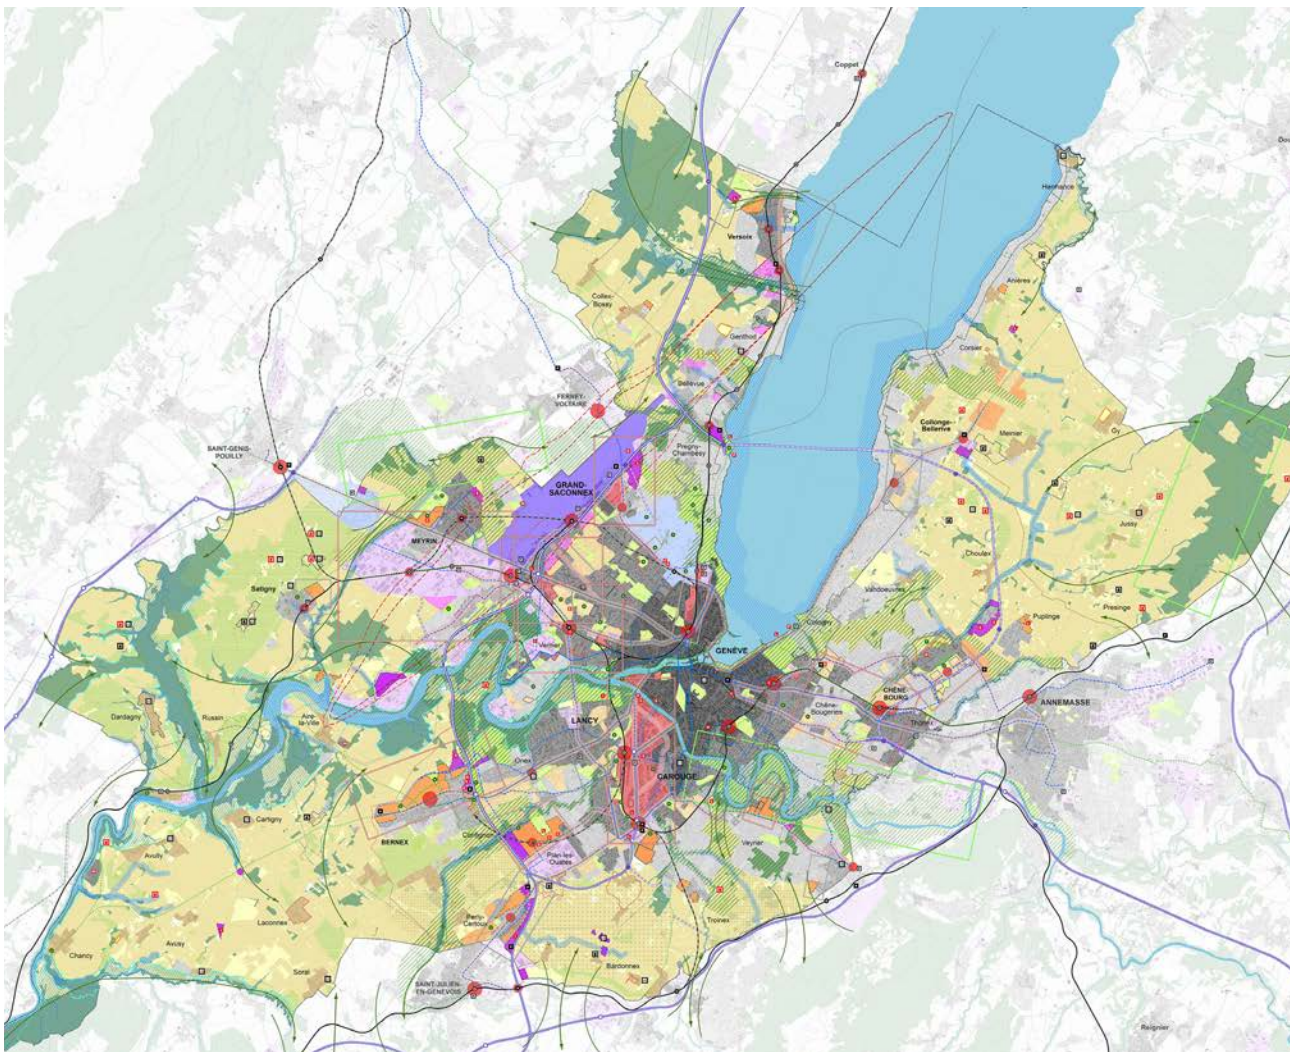 Coppet
Hermance
Versoix
Anières
Collex-
Bossy
Genthod
Corsier
Bellevue
FERNEY-
VOLTAIRE
Collonge-
Bellerive
Meinier
Gy
SAINT-GENIS-
POUILLY
Pregny-
Chambésy
GRAND-
SACONNEX
MEYRIN
Jussy
Choulex
Satigny
Vandoeuvres
Presinge
Puplinge
Cologny
Vernier
GENÈVE
CHÊNE-
BOURG
ANNEMASSE
Dardagny
Russin
Aire-
la-Ville
LANCY
Chêne-
Bougeries
Thônex
Onex
CAROUGE
Cartigny
BERNEX
Confignon
Veyrier
Avully
Plan-les-
Ouates
Laconnex
Perly-
Certoux
Troinex
Avusy
Chancy
Soral
Bardonnex
SAINT-JULIEN-
EN-GENEVOIS
Reignier